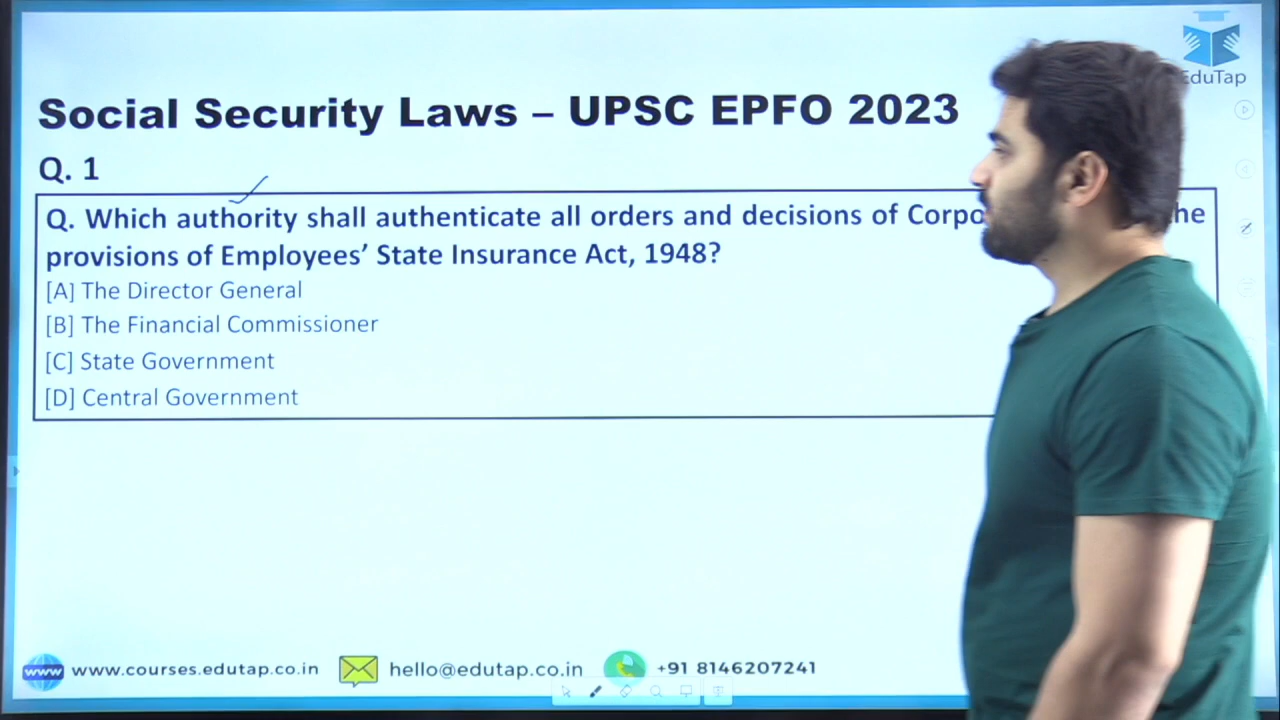 EduTap
Social Security Laws – UPSC EPFO 2023
Q. 1
Q. Which authority shall authenticate all orders and decisions of
provisions of Employees’ State Insurance Act, 1948?
[A] The Director General
[B] The Financial Commissioner
[C] State Government
[D] Central Government
www www.courses.edutap.co.in hello@edutap.co.in +91 8146207241